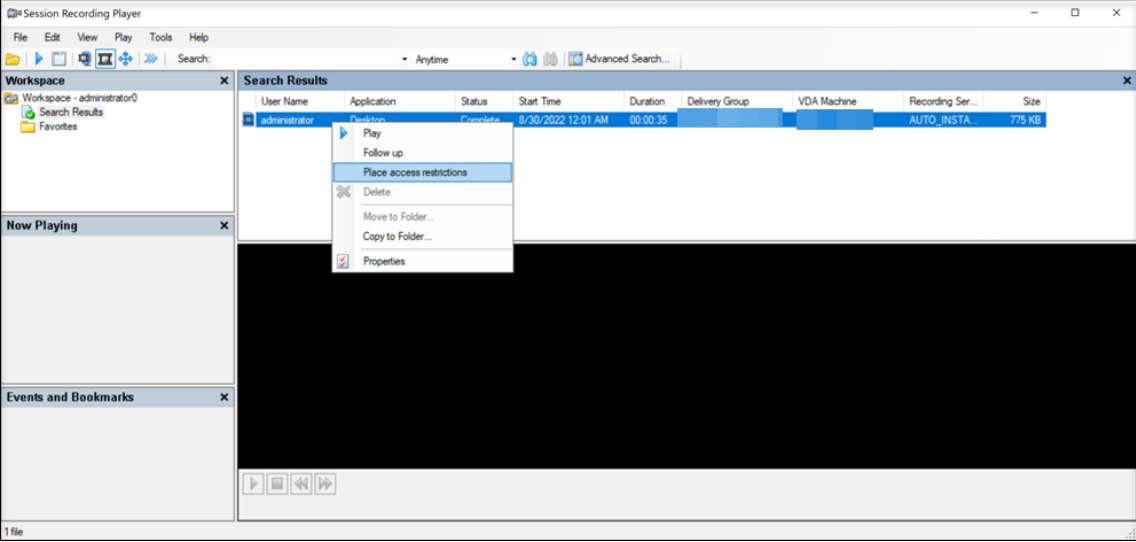 Session Recording Player
File Edit View Play Tools Help
Search: Anytime Advanced Search...
Workspace
Workspace - administrator0
Search Results
Favorites
Search Results
User Name Application Status Start Time Duration Delivery Group VDA Machine Recording Ser... Size
administrator Desktop Complete 8/30/2022 12:01 AM 00:00:35 AUTO_INSTA... 775 KB
Play
Follow up
Place access restrictions
Delete
Move to Folder...
Copy to Folder...
Properties
Now Playing
Events and Bookmarks
1 file